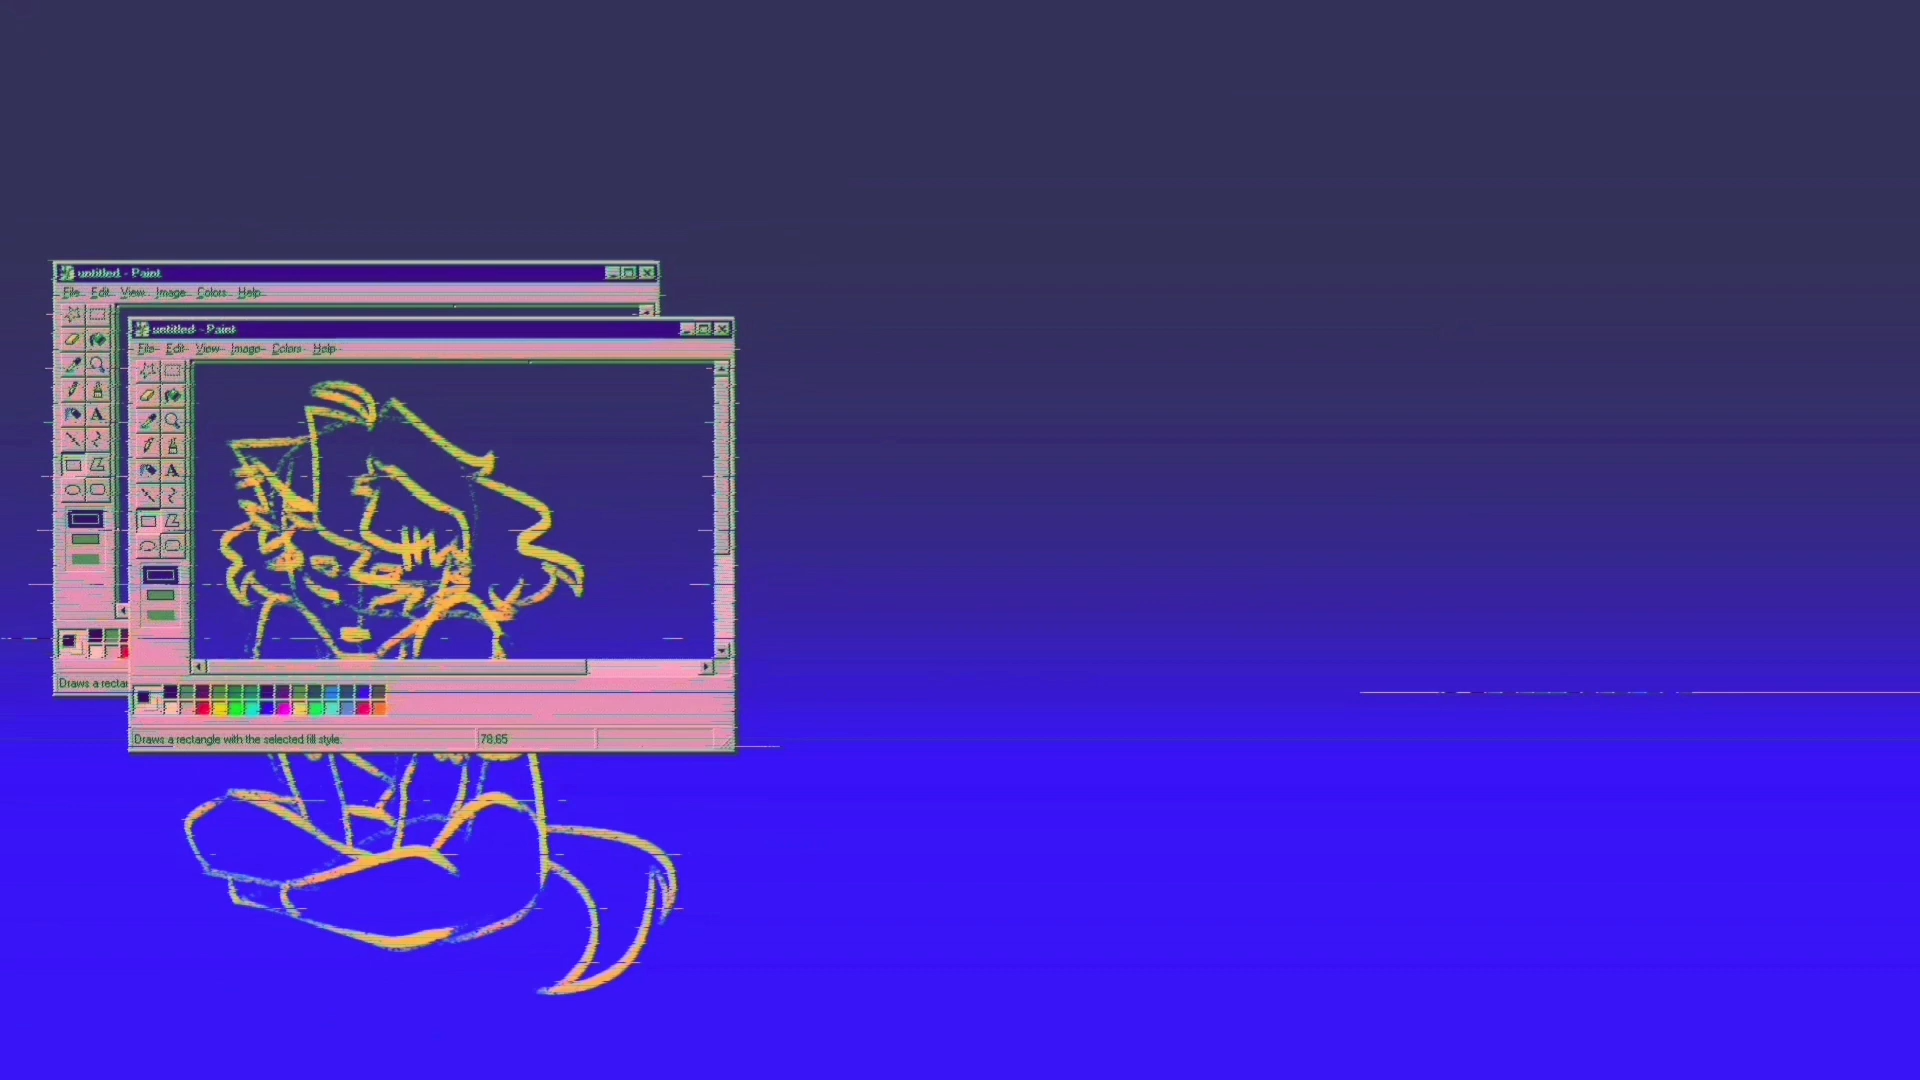 untitled - Paint
File Edit View Image Colors Help
untitled - Paint
File Edit View Image Colors Help
A
A
Draws a rectan
Draws a rectangle with the selected fill style.
78,65